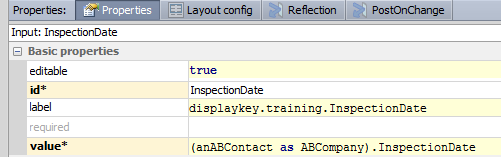 Properties: Properties Layout config Reflection PostOnChange
Input: InspectionDate
Basic properties
editable true
id* InspectionDate
label displaykey.training.InspectionDate
required
value* (anABContact as ABCompany).InspectionDate